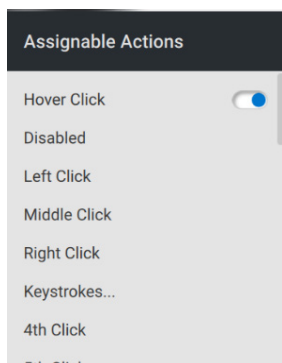 Assignable Actions
Hover Click
Disabled
Left Click
Middle Click
Right Click
Keystrokes...
4th Click